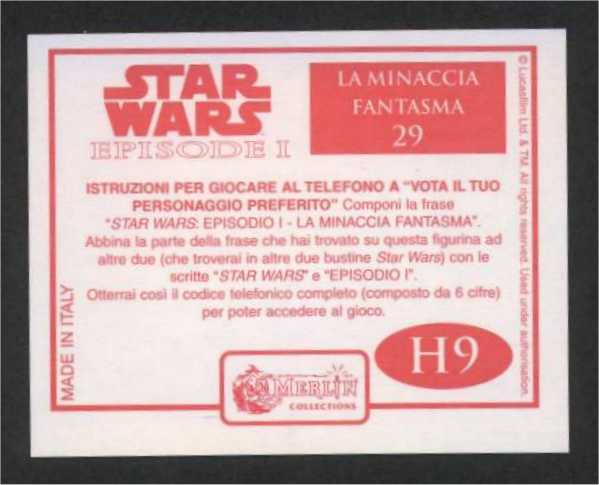 STAR
WARS
EPISODE I
LA MINACCIA
FANTASMA
29
© Lucasfilm Ltd. & TM. All rights reserved. Used under authorisation.
ISTRUZIONI PER GIOCARE AL TELEFONO A “VOTA IL TUO
PERSONAGGIO PREFERITO” Componi la frase
“STAR WARS: EPISODIO I - LA MINACCIA FANTASMA”.
Abbina la parte della frase che hai trovato su questa figurina ad
altre due (che troverai in altre due bustine Star Wars) con le
scritte “STAR WARS” e “EPISODIO I”.
Otterrai così il codice telefonico completo (composto da 6 cifre)
per poter accedere al gioco.
MADE IN ITALY
H9
MERLIN
COLLECTIONS